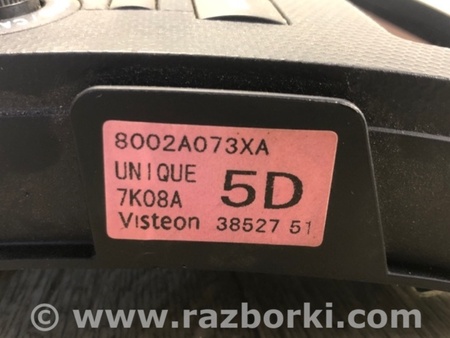 8002A073XA
UNIQUE 5D
7K08A
Visteon 38527 51
© www.razborki.com